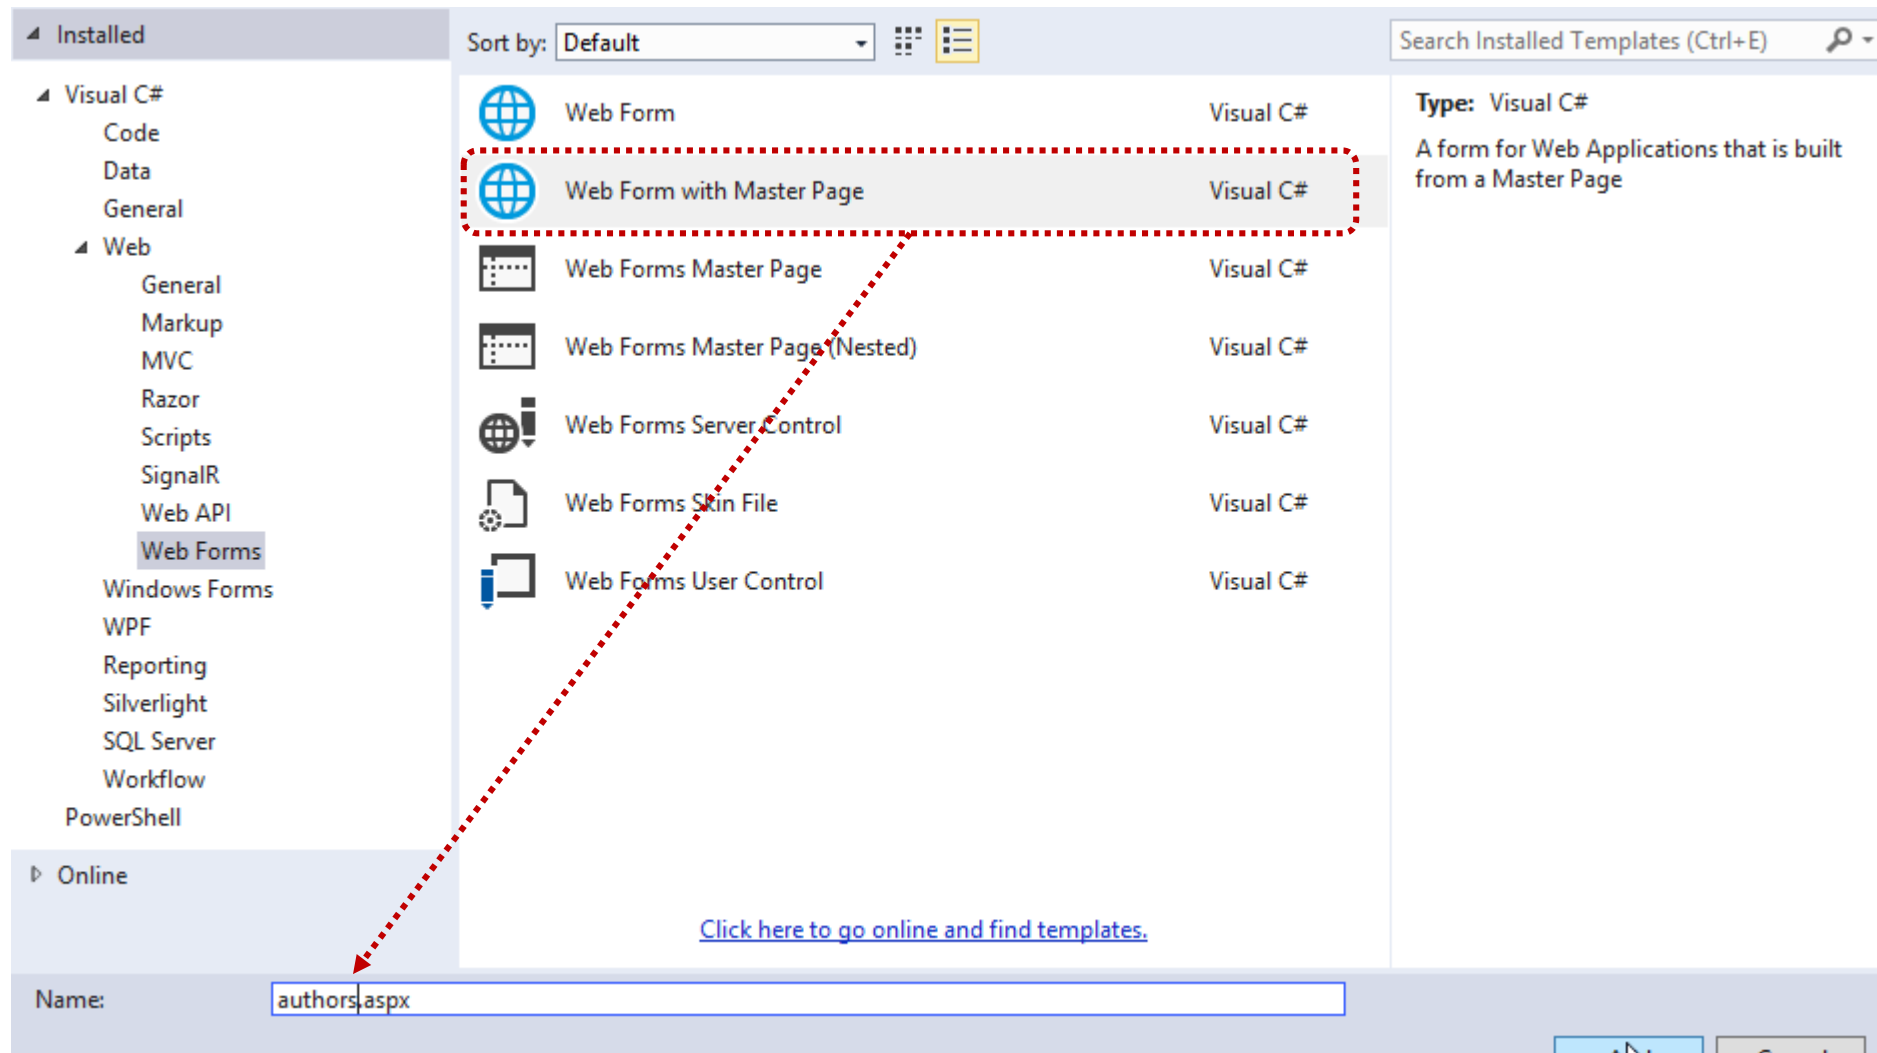 Installed
Sort by: Default
Search Installed Templates (Ctrl+E)
Visual C#
Code
Data
General
Web
General
Markup
MVC
Razor
Scripts
SignalR
Web API
Web Forms
Windows Forms
WPF
Reporting
Silverlight
SQL Server
Workflow
PowerShell
Online
Web Form Visual C#
Web Form with Master Page Visual C#
Web Forms Master Page Visual C#
Web Forms Master Page (Nested) Visual C#
Web Forms Server Control Visual C#
Web Forms Skin File Visual C#
Web Forms User Control Visual C#
Click here to go online and find templates.
Type: Visual C#
A form for Web Applications that is built
from a Master Page
Name: authors.aspx